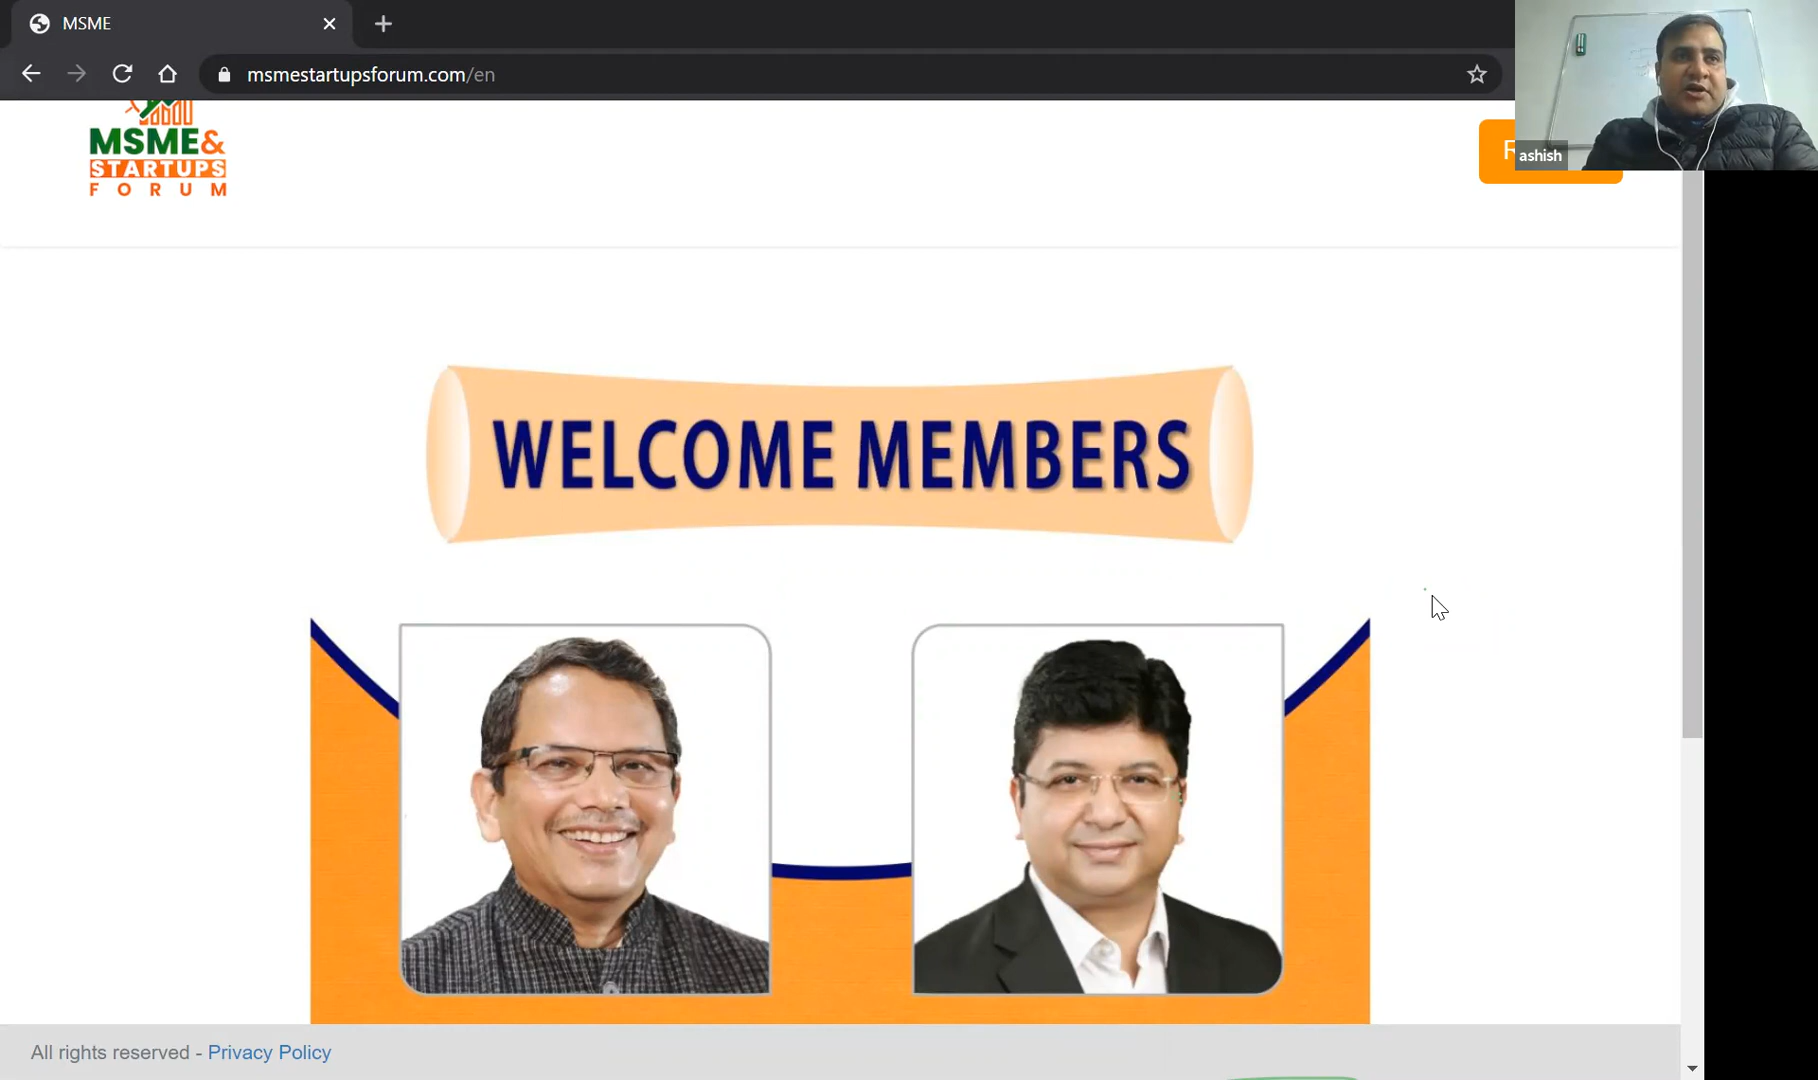 MSME
msmestartupsforum.com/en
MSME&
STARTUPS
FORUM
ashish
WELCOME MEMBERS
All rights reserved - Privacy Policy